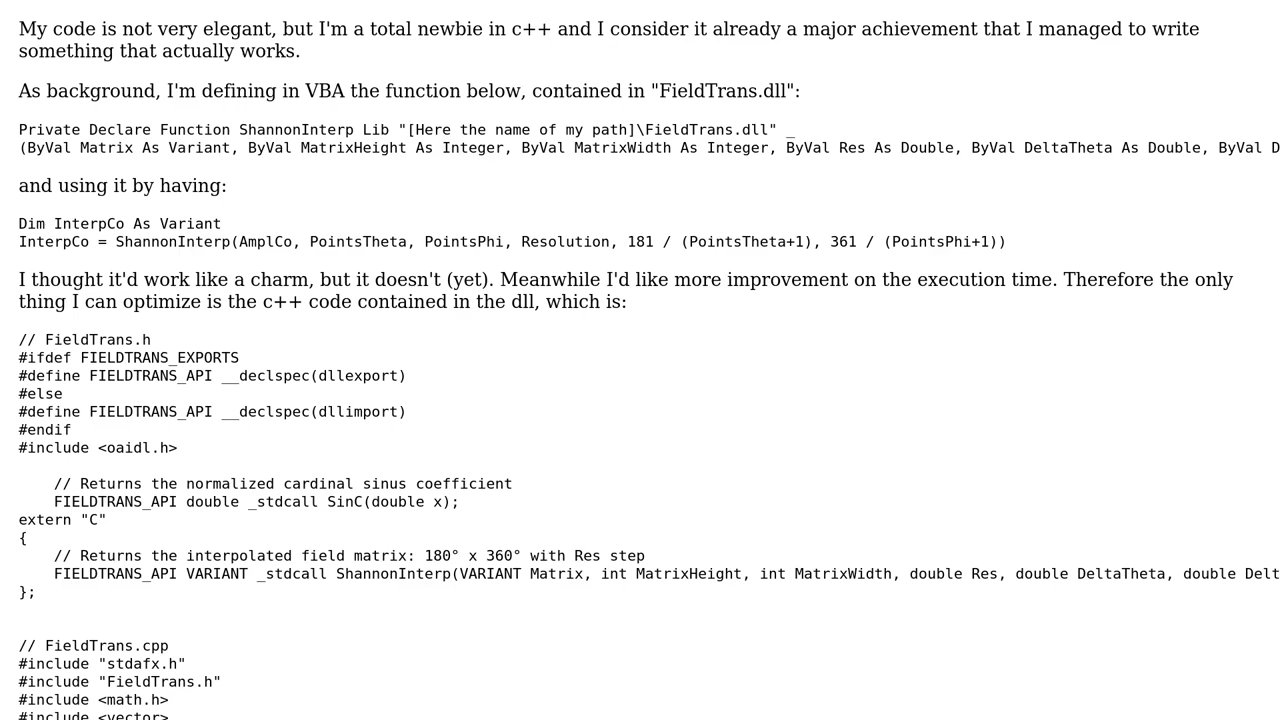 My code is not very elegant, but I'm a total newbie in c++ and I consider it already a major achievement that I managed to write
something that actually works.
As background, I'm defining in VBA the function below, contained in "FieldTrans.dll":
Private Declare Function ShannonInterp Lib "[Here the name of my path]\FieldTrans.dll" _
(ByVal Matrix As Variant, ByVal MatrixHeight As Integer, ByVal MatrixWidth As Integer, ByVal Res As Double, ByVal DeltaTheta As Double, ByVal D
and using it by having:
Dim InterpCo As Variant
InterpCo = ShannonInterp(AmplCo, PointsTheta, PointsPhi, Resolution, 181 / (PointsTheta+1), 361 / (PointsPhi+1))
I thought it'd work like a charm, but it doesn't (yet). Meanwhile I'd like more improvement on the execution time. Therefore the only
thing I can optimize is the c++ code contained in the dll, which is:
// FieldTrans.h
#ifdef FIELDTRANS_EXPORTS
#define FIELDTRANS_API __declspec(dllexport)
#else
#define FIELDTRANS_API __declspec(dllimport)
#endif
#include <oaidl.h>
// Returns the normalized cardinal sinus coefficient
FIELDTRANS_API double _stdcall SinC(double x);
extern "C"
{
// Returns the interpolated field matrix: 180° x 360° with Res step
FIELDTRANS_API VARIANT _stdcall ShannonInterp(VARIANT Matrix, int MatrixHeight, int MatrixWidth, double Res, double DeltaTheta, double Delt
};
// FieldTrans.cpp
#include "stdafx.h"
#include "FieldTrans.h"
#include <math.h>
#include <vector>